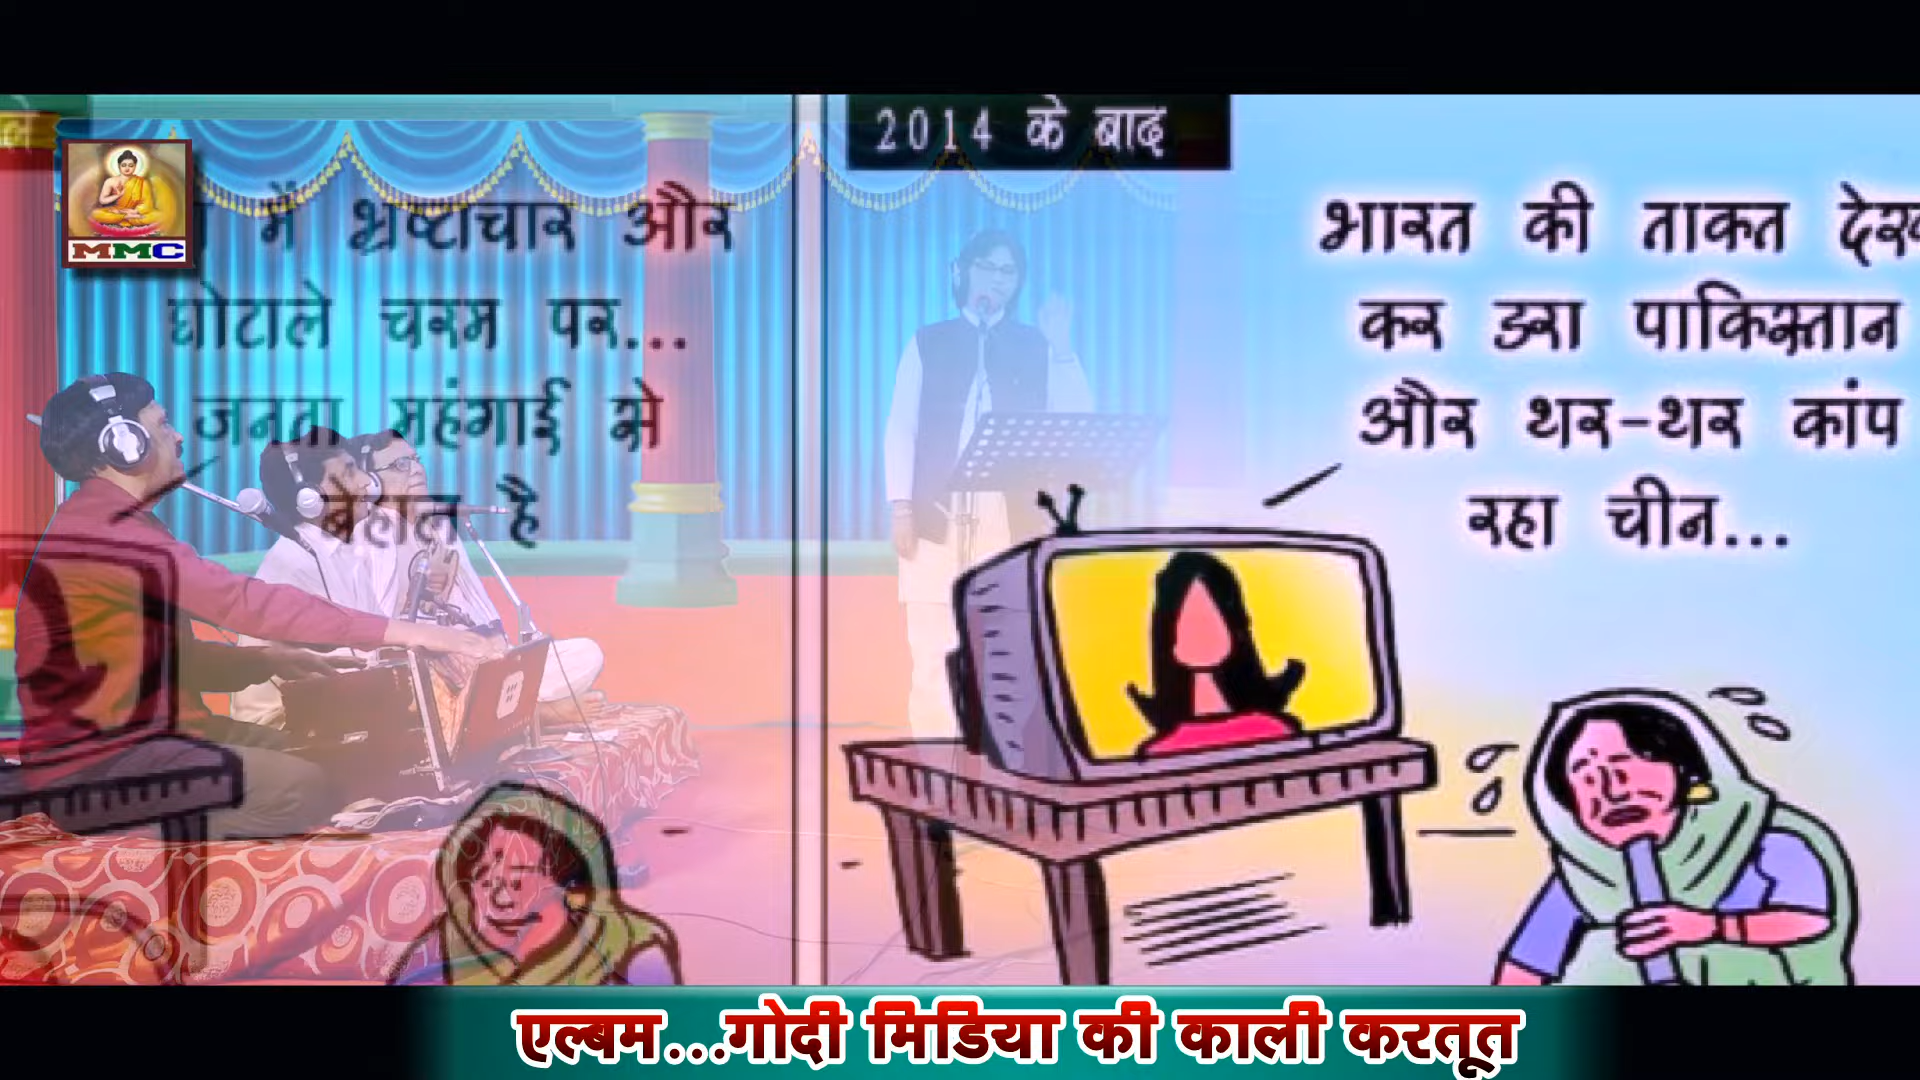 MMC
में भ्रष्टाचार और
घोटाले चरम पर...
जनता महंगाई से
बेहाल है
2014 के बाद
भारत की ताकत देख
कर डरा पाकिस्तान
और थर-थर कांप
रहा चीन...
एल्बम...गोदी मिडिया की काली करतूत